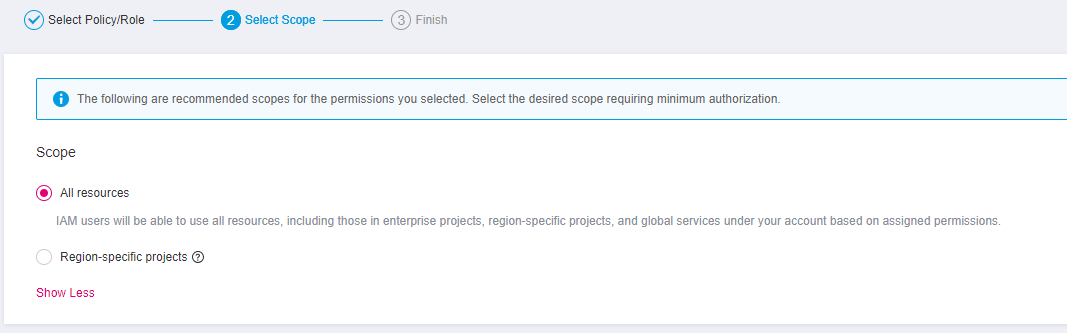 Select Policy/Role 2 Select Scope 3 Finish
The following are recommended scopes for the permissions you selected. Select the desired scope requiring minimum authorization.
Scope
All resources
IAM users will be able to use all resources, including those in enterprise projects, region-specific projects, and global services under your account based on assigned permissions.
Region-specific projects ?
Show Less